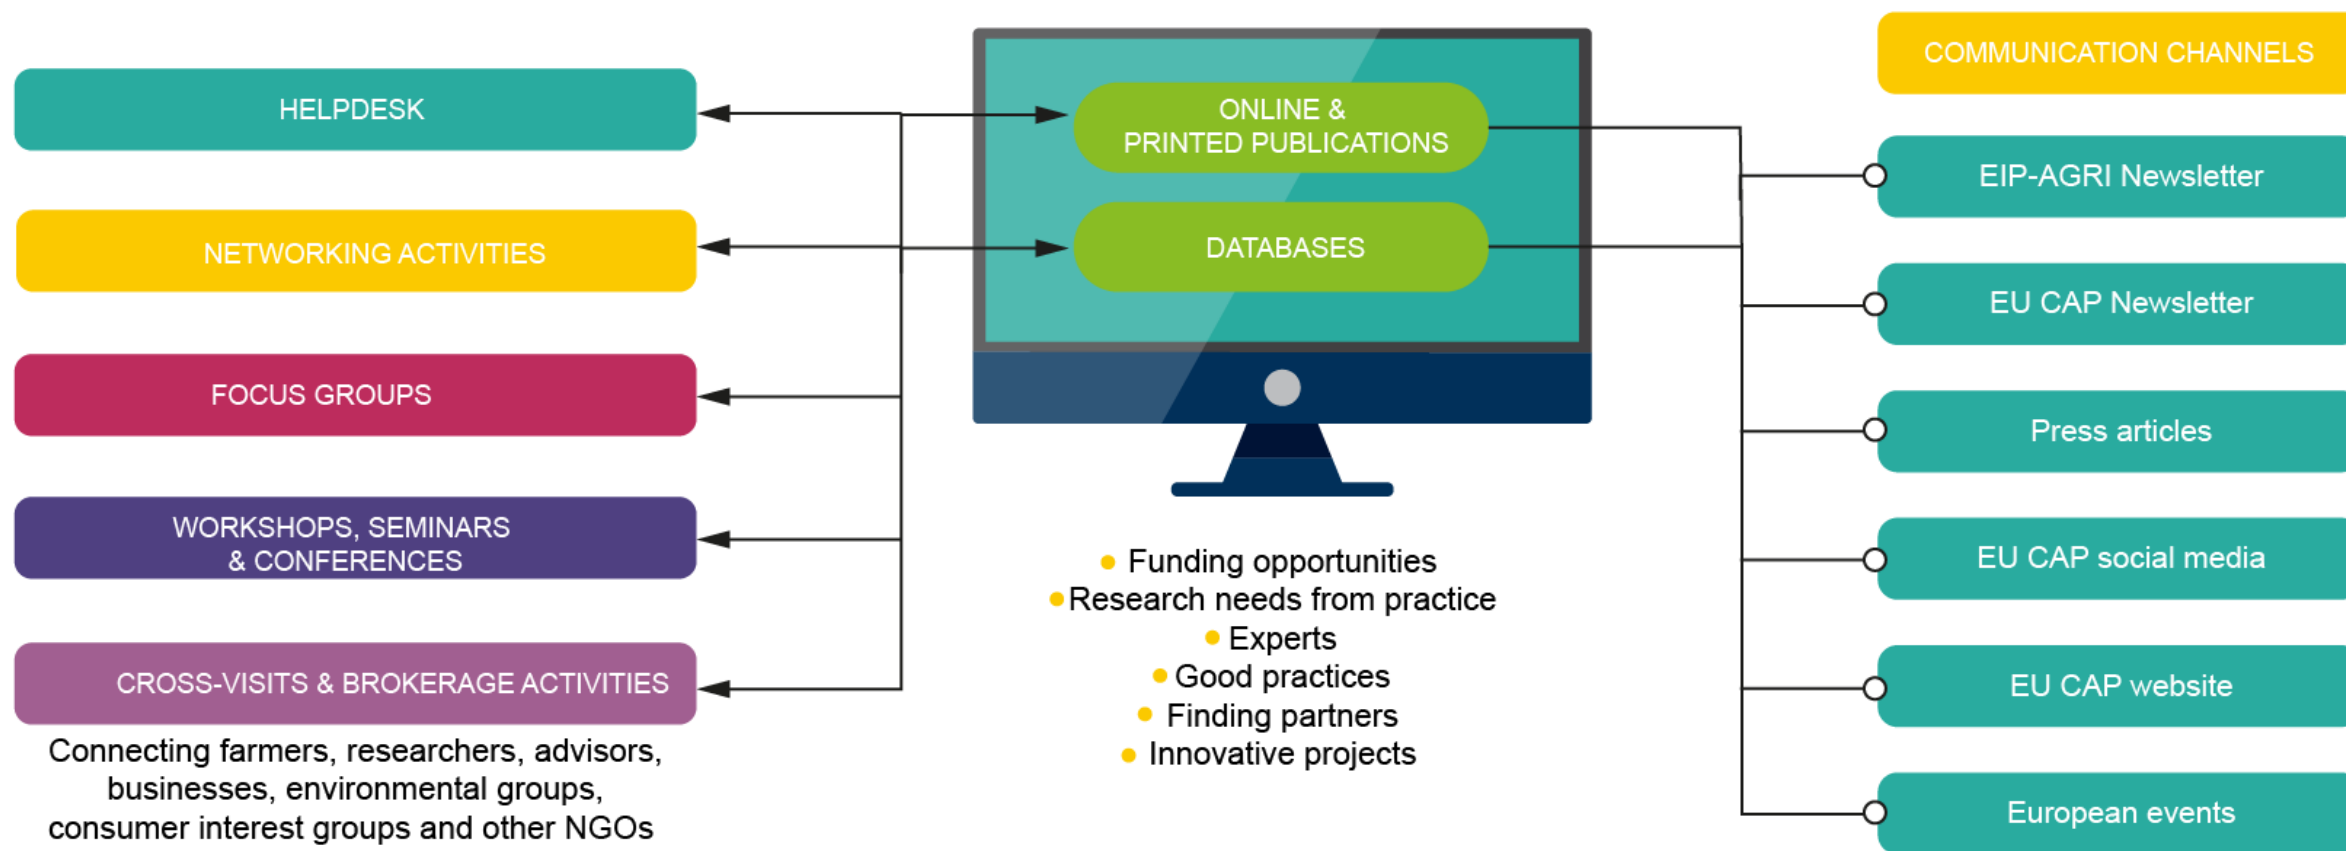 HELPDESK
NETWORKING ACTIVITIES
FOCUS GROUPS
WORKSHOPS, SEMINARS
& CONFERENCES
CROSS-VISITS & BROKERAGE ACTIVITIES
Connecting farmers, researchers, advisors,
businesses, environmental groups,
consumer interest groups and other NGOs
ONLINE &
PRINTED PUBLICATIONS
DATABASES
Funding opportunities
Research needs from practice
Experts
Good practices
Finding partners
Innovative projects
COMMUNICATION CHANNELS
EIP-AGRI Newsletter
EU CAP Newsletter
Press articles
EU CAP social media
EU CAP website
European events